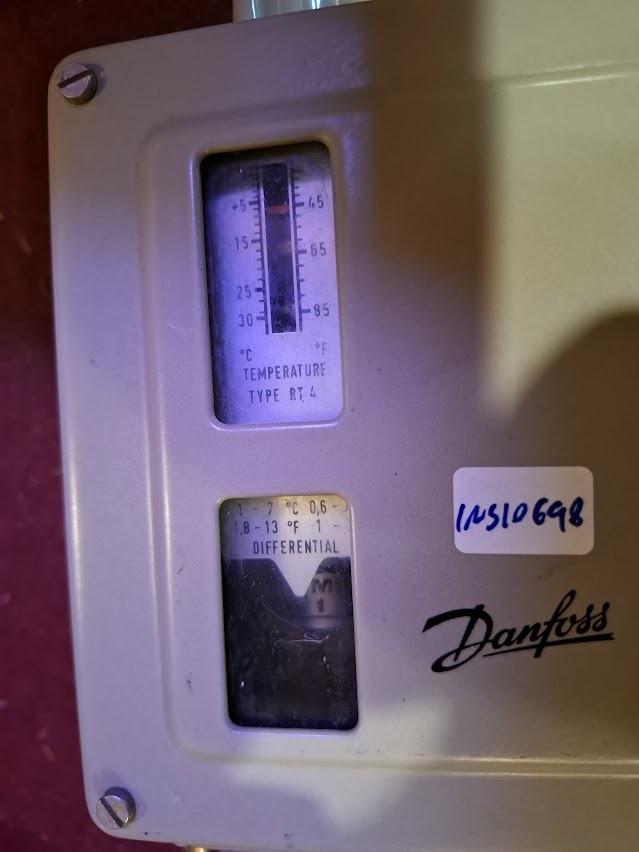 +5 45
15 65
25
30 85
°C °F
TEMPERATURE
TYPE RT 4
1 - 7 °C 0,6 -
1,8 - 13 °F 1 -
DIFFERENTIAL
M
1
INS10698
Danfoss